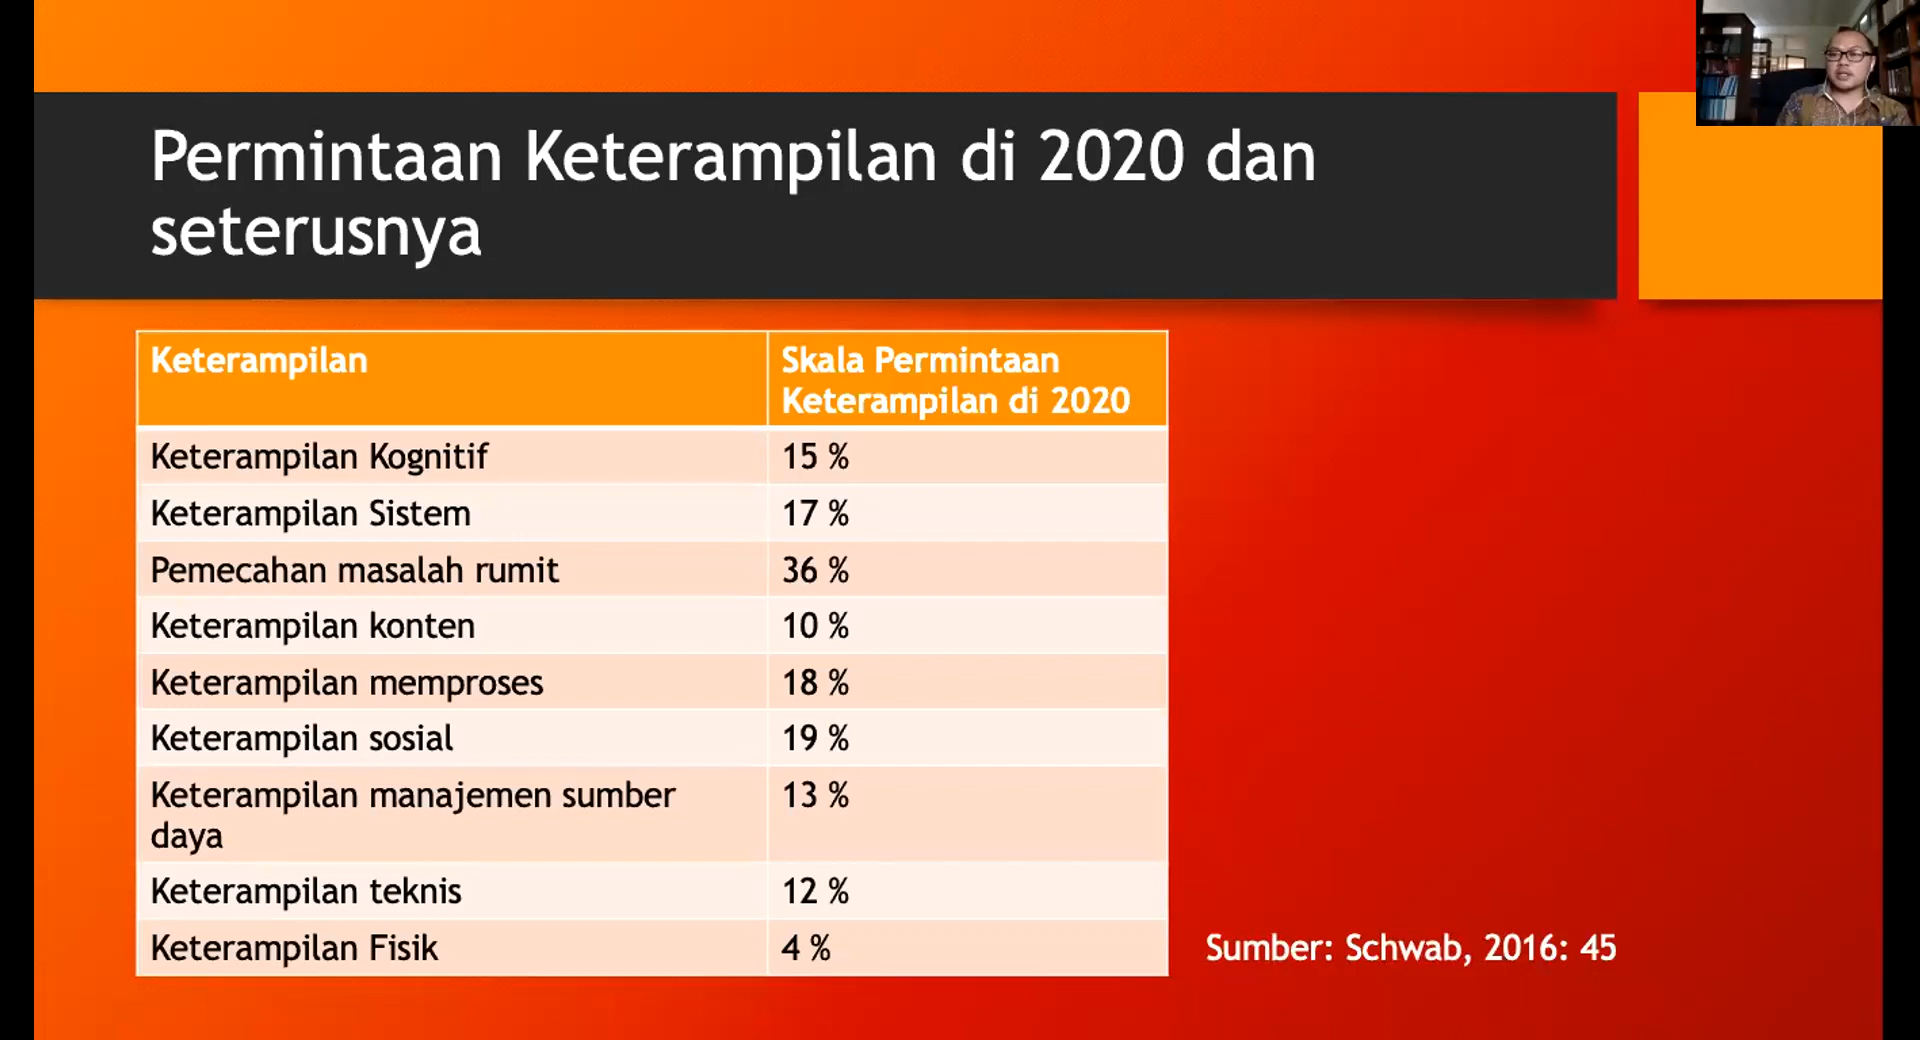 Permintaan Keterampilan di 2020 dan
seterusnya
Keterampilan
Skala Permintaan
Keterampilan di 2020
Keterampilan Kognitif
15 %
Keterampilan Sistem
17 %
Pemecahan masalah rumit
36 %
Keterampilan konten
10 %
Keterampilan memproses
18 %
Keterampilan sosial
19 %
Keterampilan manajemen sumber
daya
13 %
Keterampilan teknis
12 %
Keterampilan Fisik
4 %
Sumber: Schwab, 2016: 45